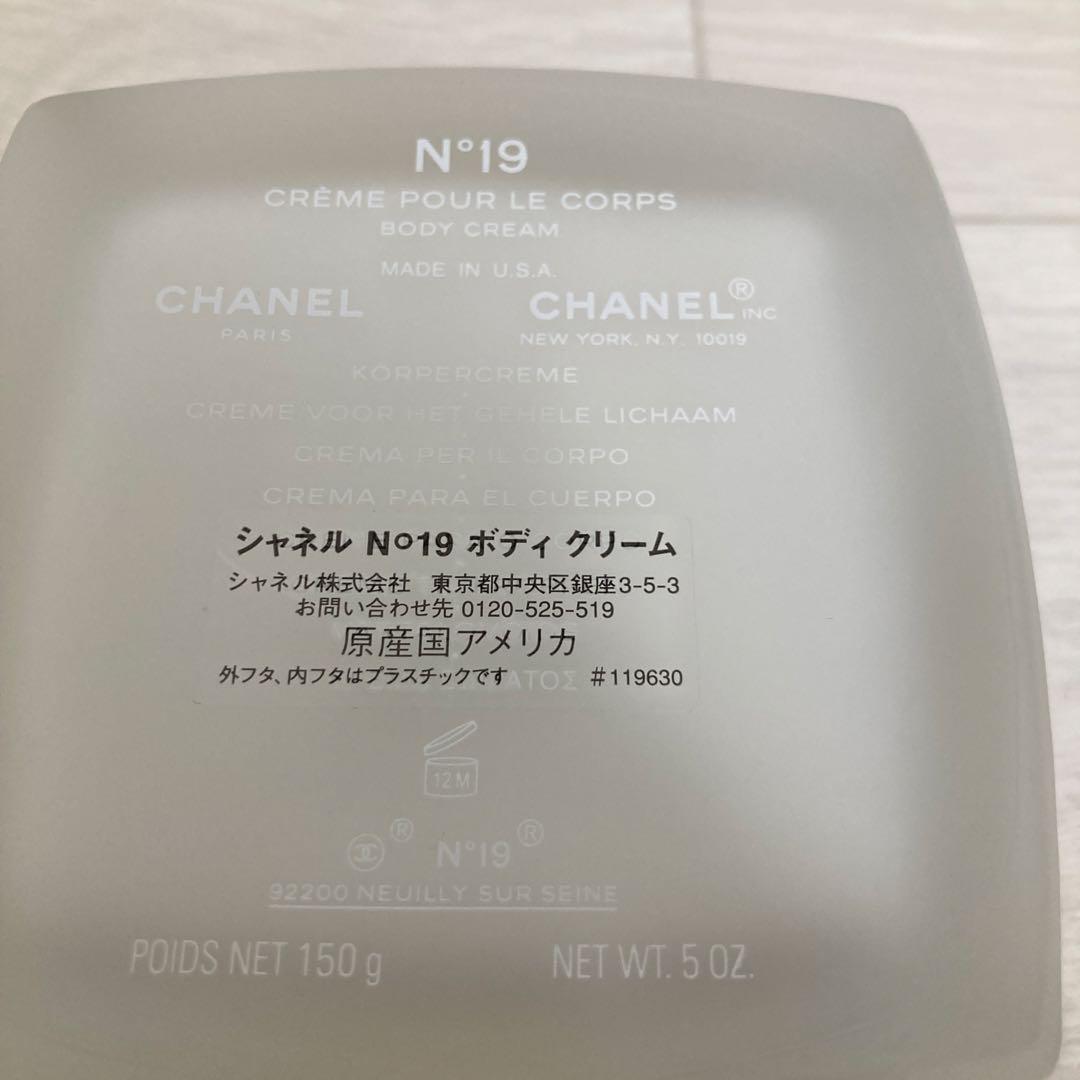 N°19
CRÈME POUR LE CORPS
BODY CREAM
MADE IN U.S.A.
CHANEL CHANEL® INC
PARIS NEW YORK, N.Y. 10019
KÖRPERCREME
CREME VOOR HET GEHELE LICHAAM
CREMA PER IL CORPO
CREMA PARA EL CUERPO
シャネル No19 ボディ クリーム
シャネル株式会社 東京都中央区銀座3-5-3
お問い合わせ先 0120-525-519
原産国アメリカ
外フタ、内フタはプラスチックです #119630
12 M
® N°19®
92200 NEUILLY SUR SEINE
POIDS NET 150 g NET WT. 5 OZ.